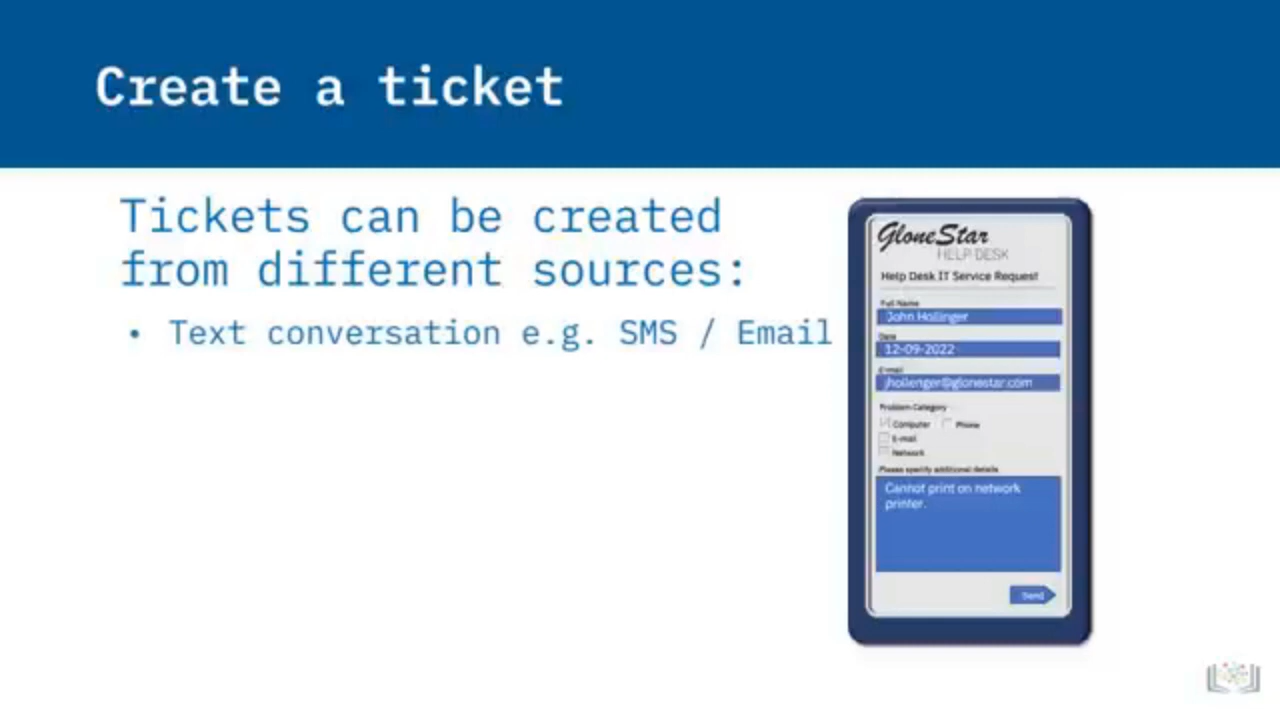 Create a ticket
Tickets can be created
from different sources:
• Text conversation e.g. SMS / Email
GloneStar
HELP DESK
Help Desk IT Service Request
Full Name
John Hollinger
Date
12-09-2022
E-mail
jhollenger@glonestar.com
Problem Category
Computer Phone
E-mail
Network
Please specify additional details
Cannot print on network
printer.
Send